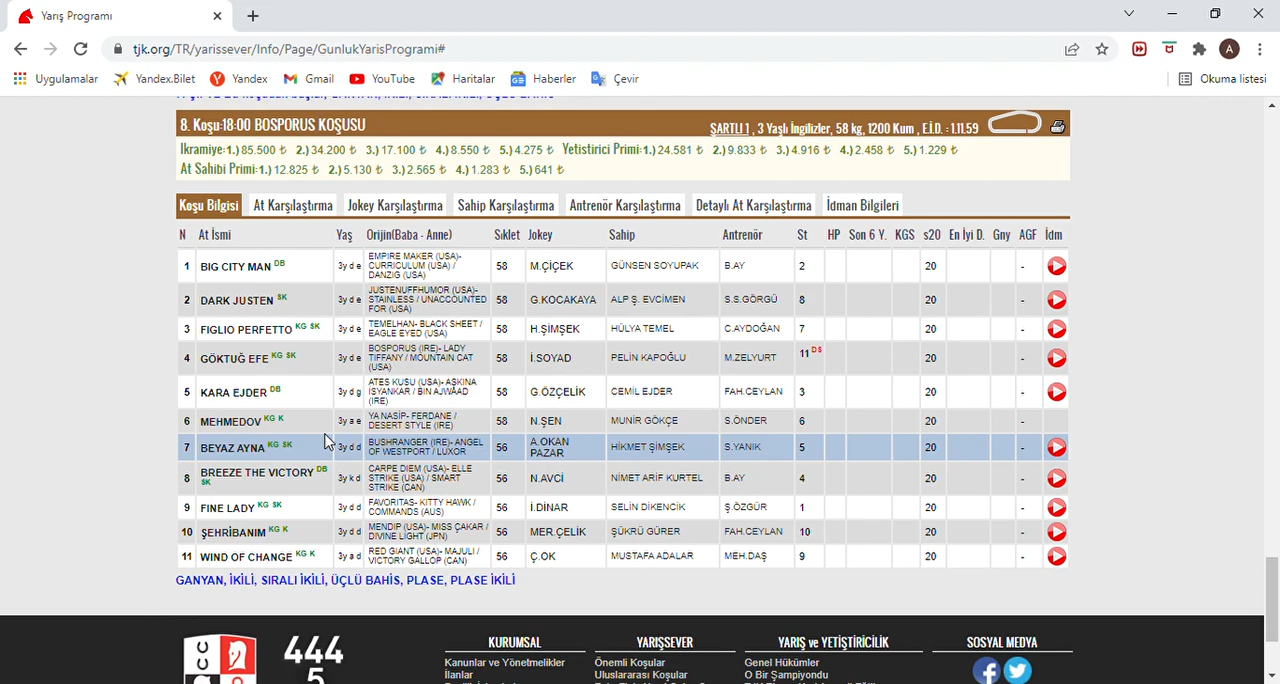 Yarış Programı
tjk.org/TR/yarissever/Info/Page/GunlukYarisProgrami#
A
Uygulamalar Yandex.Bilet Yandex Gmail YouTube Haritalar Haberler Çevir Okuma listesi
8. Koşu:18:00 BOSPORUS KOŞUSU ŞARTLI 1 , 3 Yaşlı İngilizler, 58 kg, 1200 Kum , E.İ.D. : 1.11.59
İkramiye:1.) 85.500 ₺ 2.) 34.200 ₺ 3.) 17.100 ₺ 4.) 8.550 ₺ 5.) 4.275 ₺ Yetistirici Primi:1.) 24.581 ₺ 2.) 9.833 ₺ 3.) 4.916 ₺ 4.) 2.458 ₺ 5.) 1.229 ₺
At Sahibi Primi:1.) 12.825 ₺ 2.) 5.130 ₺ 3.) 2.565 ₺ 4.) 1.283 ₺ 5.) 641 ₺
Koşu Bilgisi At Karşılaştırma Jokey Karşılaştırma Sahip Karşılaştırma Antrenör Karşılaştırma Detaylı At Karşılaştırma İdman Bilgileri
N At İsmi Yaş Orijin(Baba - Anne) Sıklet Jokey Sahip Antrenör St HP Son 6 Y. KGS s20 En İyi D. Gny AGF İdm
1 BIG CITY MAN DB 3y d e EMPIRE MAKER (USA)- CURRICULUM (USA) / DANZIG (USA) 58 M.ÇİÇEK GÜNSEN SOYUPAK B.AY 2 20 -
2 DARK JUSTEN SK 3y d e JUSTENUFFHUMOR (USA)- STAINLESS / UNACCOUNTED FOR (USA) 58 G.KOCAKAYA ALP Ş. EVCİMEN S.S.GÖRGÜ 8 20 -
3 FIGLIO PERFETTO KG SK 3y d e TEMELHAN- BLACK SHEET / EAGLE EYED (USA) 58 H.ŞİMŞEK HÜLYA TEMEL C.AYDOĞAN 7 20 -
4 GÖKTUĞ EFE KG SK 3y d e BOSPORUS (IRE)- LADY TIFFANY / MOUNTAIN CAT (USA) 58 İ.SOYAD PELİN KAPOĞLU M.ZELYURT 11 DS 20 -
5 KARA EJDER DB 3y d g ATEŞ KUŞU (USA)- AŞKINA İSYANKAR / BIN AJWAAD (IRE) 58 G.ÖZÇELİK CEMİL EJDER FAH.CEYLAN 3 20 -
6 MEHMEDOV KG K 3y a e YA NASİP- FERDANE / DESERT STYLE (IRE) 58 N.ŞEN MUNİR GÖKÇE S.ÖNDER 6 20 -
7 BEYAZ AYNA KG SK 3y d d BUSHRANGER (IRE)- ANGEL OF WESTPORT / LUXOR 56 A.OKAN PAZAR HİKMET ŞİMŞEK S.YANIK 5 20 -
8 BREEZE THE VICTORY DB SK 3y k d CARPE DIEM (USA)- ELLE STRIKE (USA) / SMART STRIKE (CAN) 56 N.AVCİ NİMET ARİF KURTEL B.AY 4 20 -
9 FINE LADY KG SK 3y d d FAVORITAS- KITTY HAWK / COMMANDS (AUS) 56 İ.DİNAR SELİN DİKENCİK Ş.ÖZGÜR 1 20 -
10 ŞEHRİBANIM KG K 3y d d MENDIP (USA)- MISS ÇAKAR / DIVINE LIGHT (JPN) 56 MER.ÇELİK ŞÜKRÜ GÜRER FAH.CEYLAN 10 20 -
11 WIND OF CHANGE KG K 3y a d RED GIANT (USA)- MAJULI / VICTORY GALLOP (CAN) 56 Ç.OK MUSTAFA ADALAR MEH.DAŞ 9 20 -
GANYAN, İKİLİ, SIRALI İKİLİ, ÜÇLÜ BAHİS, PLASE, PLASE İKİLİ
444
5
KURUMSAL YARIŞSEVER YARIŞ ve YETİŞTİRİCİLİK SOSYAL MEDYA
Kanunlar ve Yönetmelikler Önemli Koşular Genel Hükümler
İlanlar Uluslararası Koşular O Bir Şampiyondu